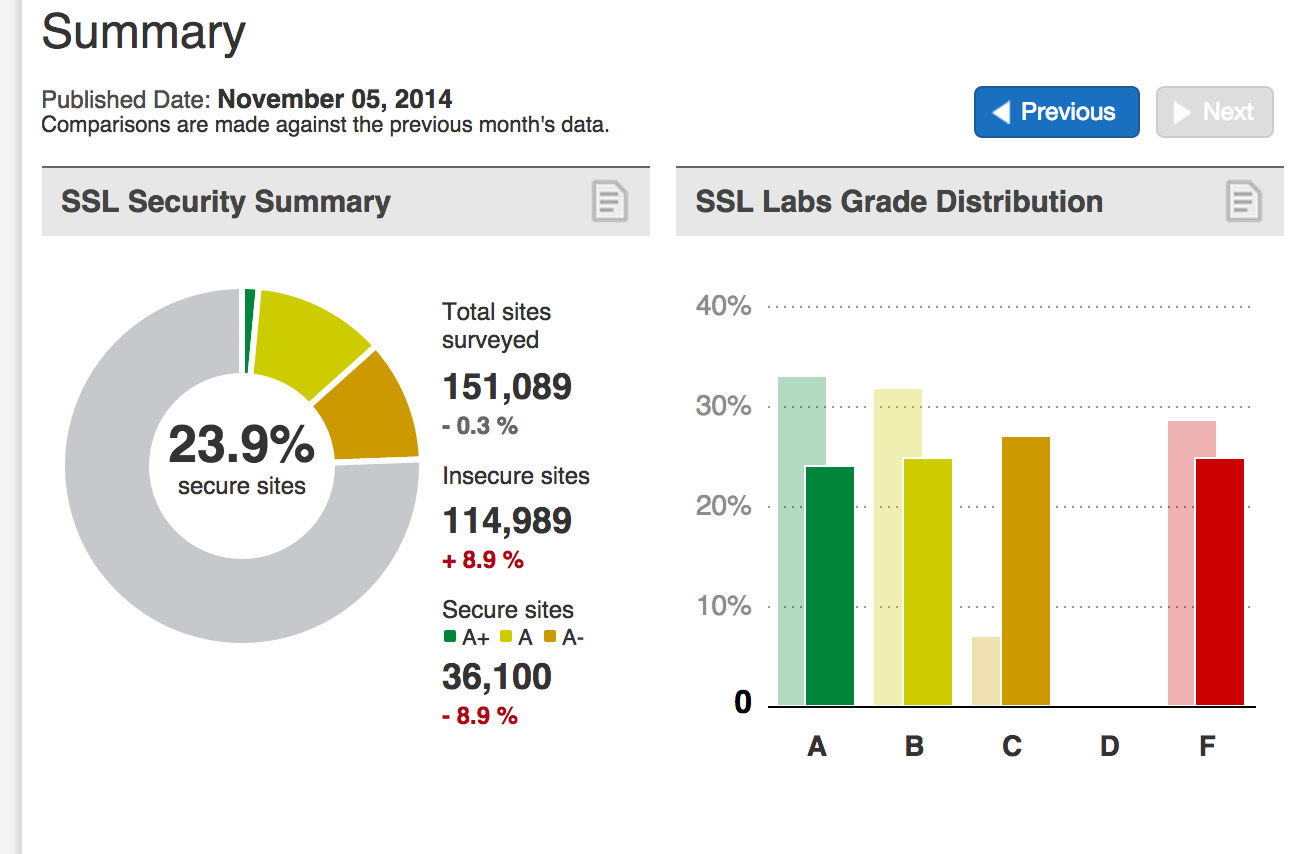 Summary
Published Date: November 05, 2014
Comparisons are made against the previous month's data.
Previous
Next
SSL Security Summary
23.9%
secure sites
Total sites
surveyed
151,089
- 0.3 %
Insecure sites
114,989
+ 8.9 %
Secure sites
A+ A A-
36,100
- 8.9 %
SSL Labs Grade Distribution
40%
30%
20%
10%
0
A B C D F